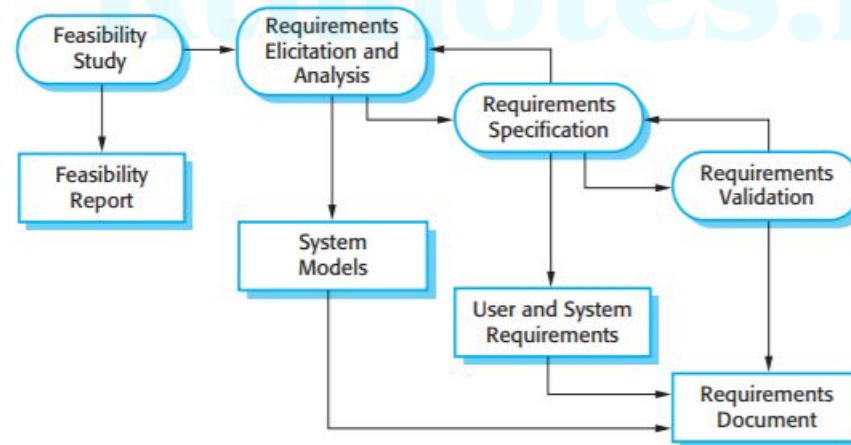 Feasibility
Study
Requirements
Elicitation and
Analysis
Requirements
Specification
Requirements
Validation
Feasibility
Report
System
Models
User and System
Requirements
Requirements
Document